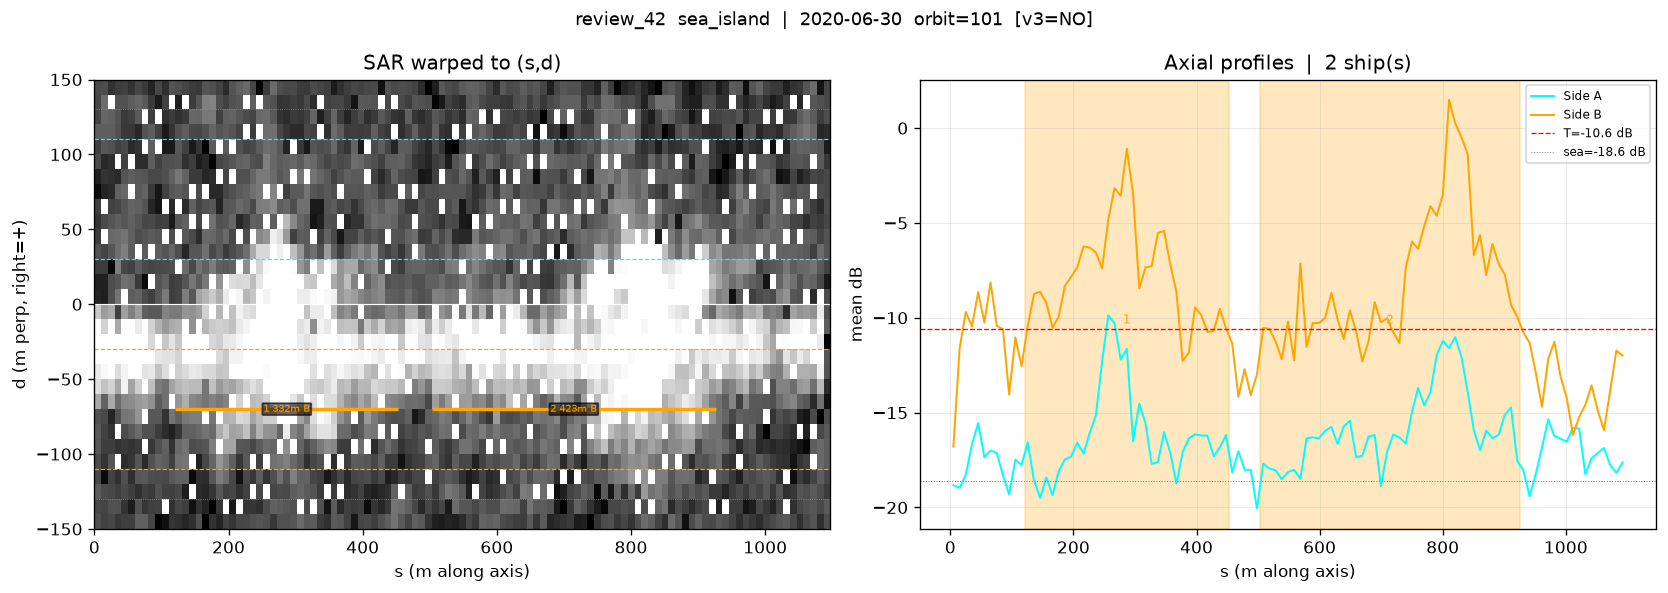 review_42  sea_island  |  2020-06-30  orbit=101  [v3=NO]
SAR warped to (s,d)
150
100
50
0
−50
−100
−150
d (m perp, right=+)
1 332m B
2 423m B
0
200
400
600
800
1000
s (m along axis)
Axial profiles  |  2 ship(s)
0
−5
−10
−15
−20
mean dB
Side A
Side B
T=-10.6 dB
sea=-18.6 dB
1
2
0
200
400
600
800
1000
s (m along axis)